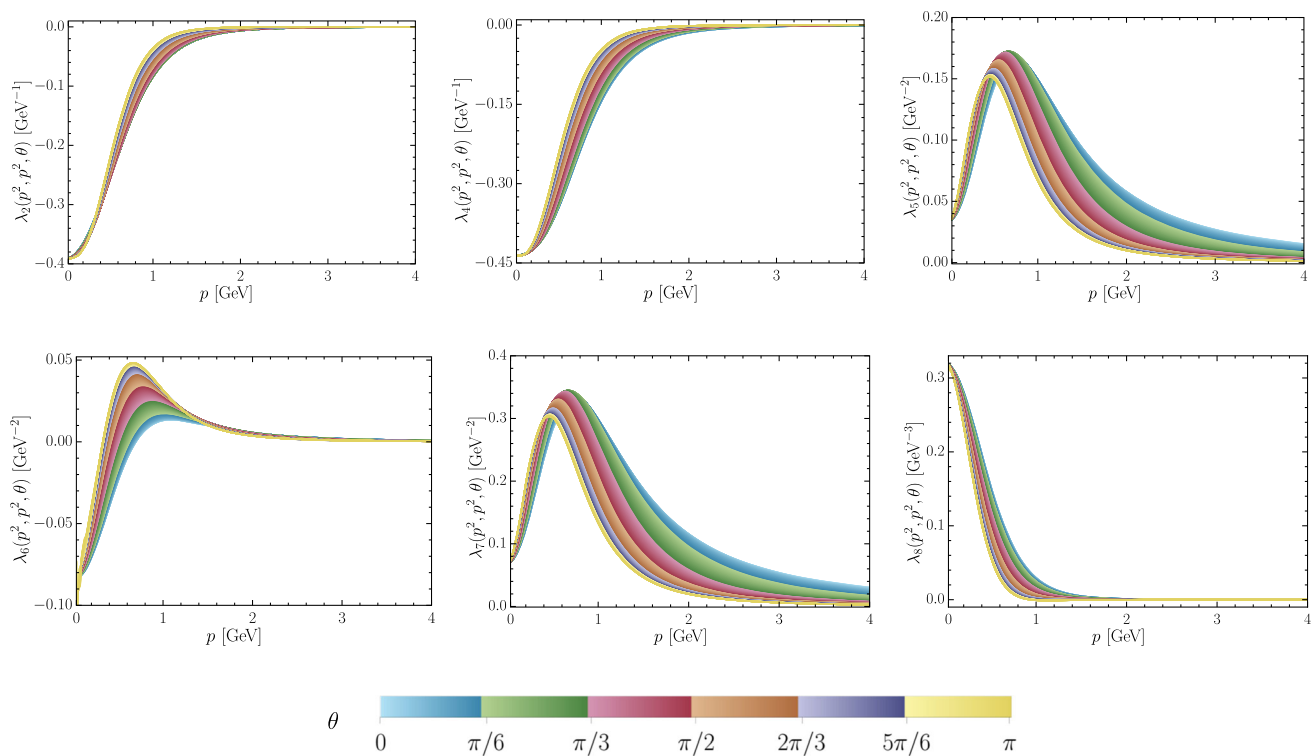 λ₂(p², p², θ) [GeV⁻¹]
0.0
−0.1
−0.2
−0.3
−0.4
0 1 2 3 4
p [GeV]
λ₄(p², p², θ) [GeV⁻¹]
0.00
−0.15
−0.30
−0.45
0 1 2 3 4
p [GeV]
λ₅(p², p², θ) [GeV⁻²]
0.20
0.15
0.10
0.05
0.00
0 1 2 3 4
p [GeV]
λ₆(p², p², θ) [GeV⁻²]
0.05
0.00
−0.05
−0.10
0 1 2 3 4
p [GeV]
λ₇(p², p², θ) [GeV⁻²]
0.4
0.3
0.2
0.1
0.0
0 1 2 3 4
p [GeV]
λ₈(p², p², θ) [GeV⁻³]
0.3
0.2
0.1
0.0
0 1 2 3 4
p [GeV]
θ
0 π/6 π/3 π/2 2π/3 5π/6 π